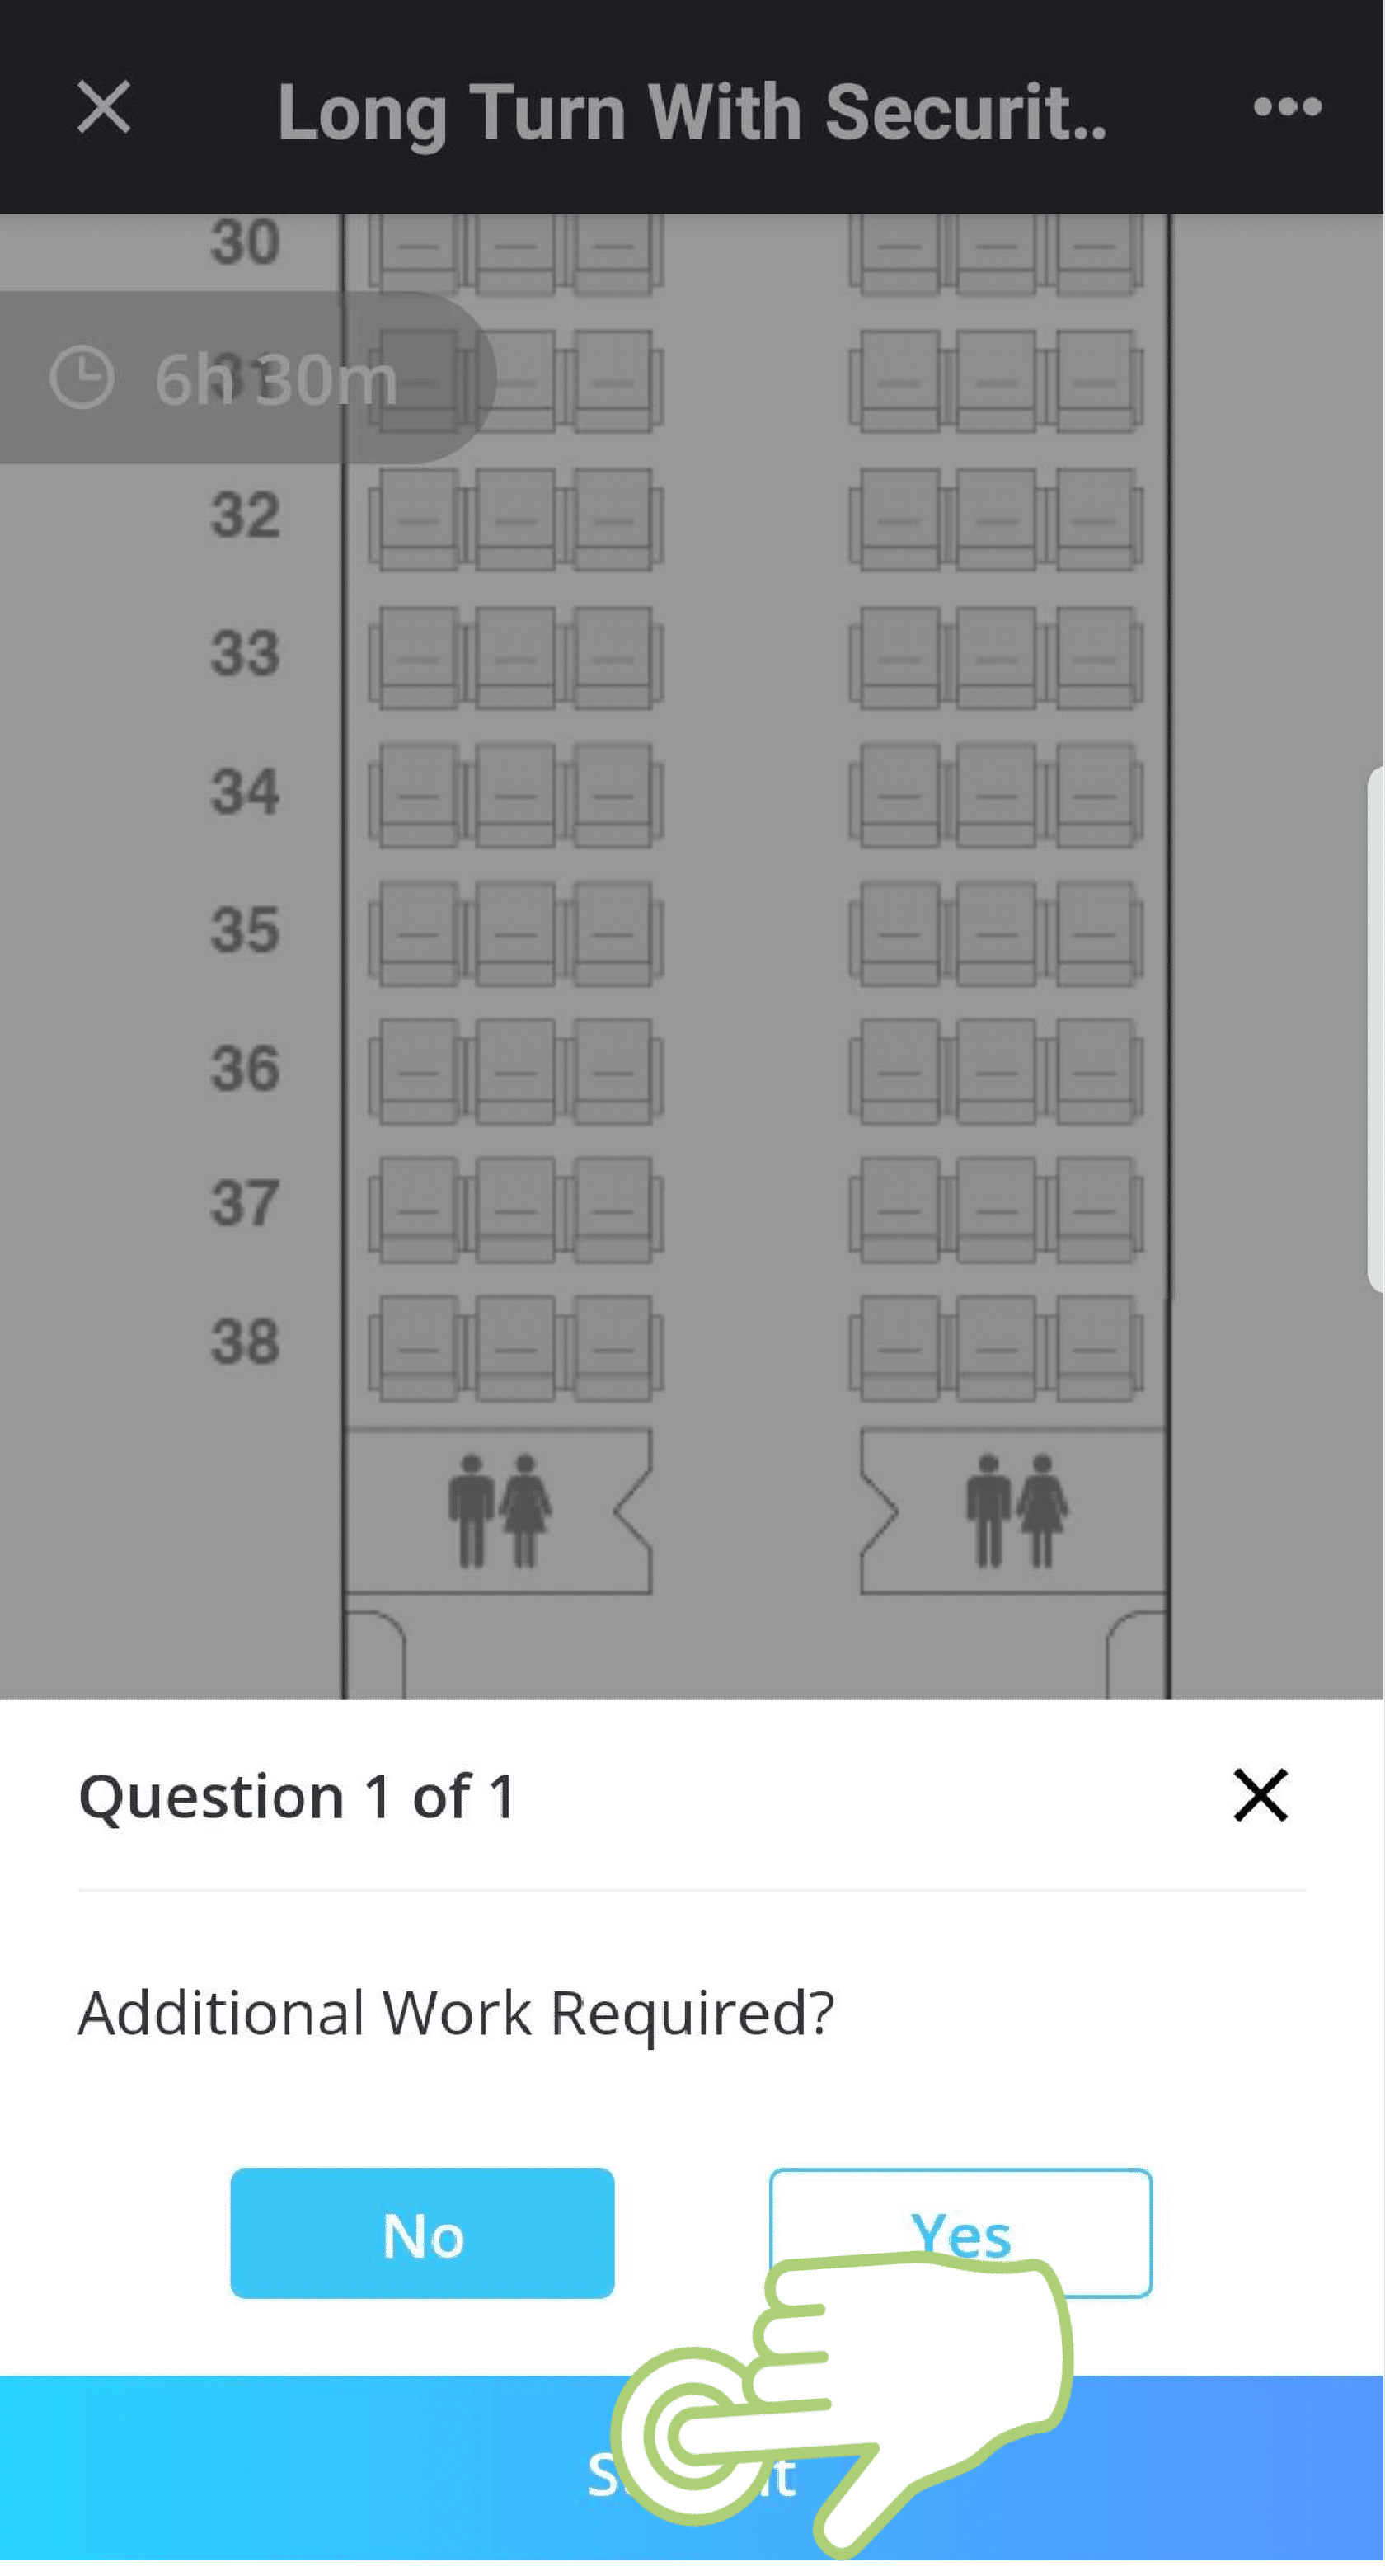 Long Turn With Securit..
30
6h 30m
32
33
34
35
36
37
38
Question 1 of 1
Additional Work Required?
No
Yes